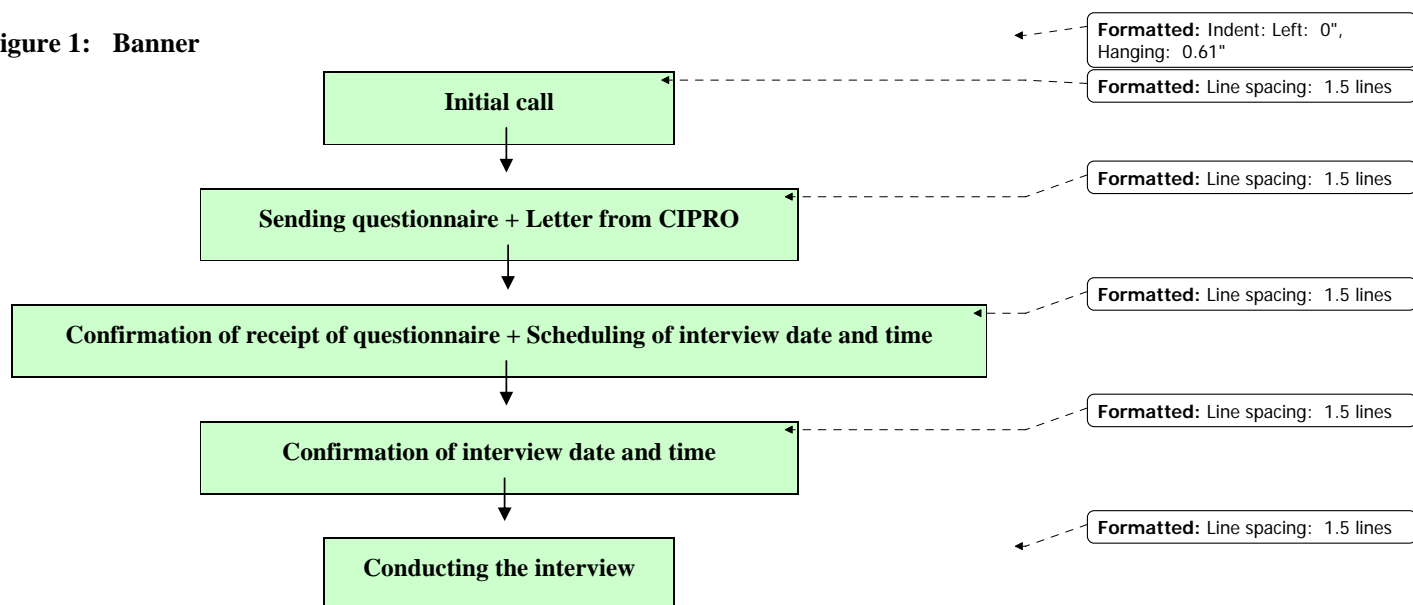 igure 1: Banner
Formatted: Indent: Left: 0",
Hanging: 0.61"
Formatted: Line spacing: 1.5 lines
Initial call
Formatted: Line spacing: 1.5 lines
Sending questionnaire + Letter from CIPRO
Formatted: Line spacing: 1.5 lines
Confirmation of receipt of questionnaire + Scheduling of interview date and time
Formatted: Line spacing: 1.5 lines
Confirmation of interview date and time
Formatted: Line spacing: 1.5 lines
Conducting the interview